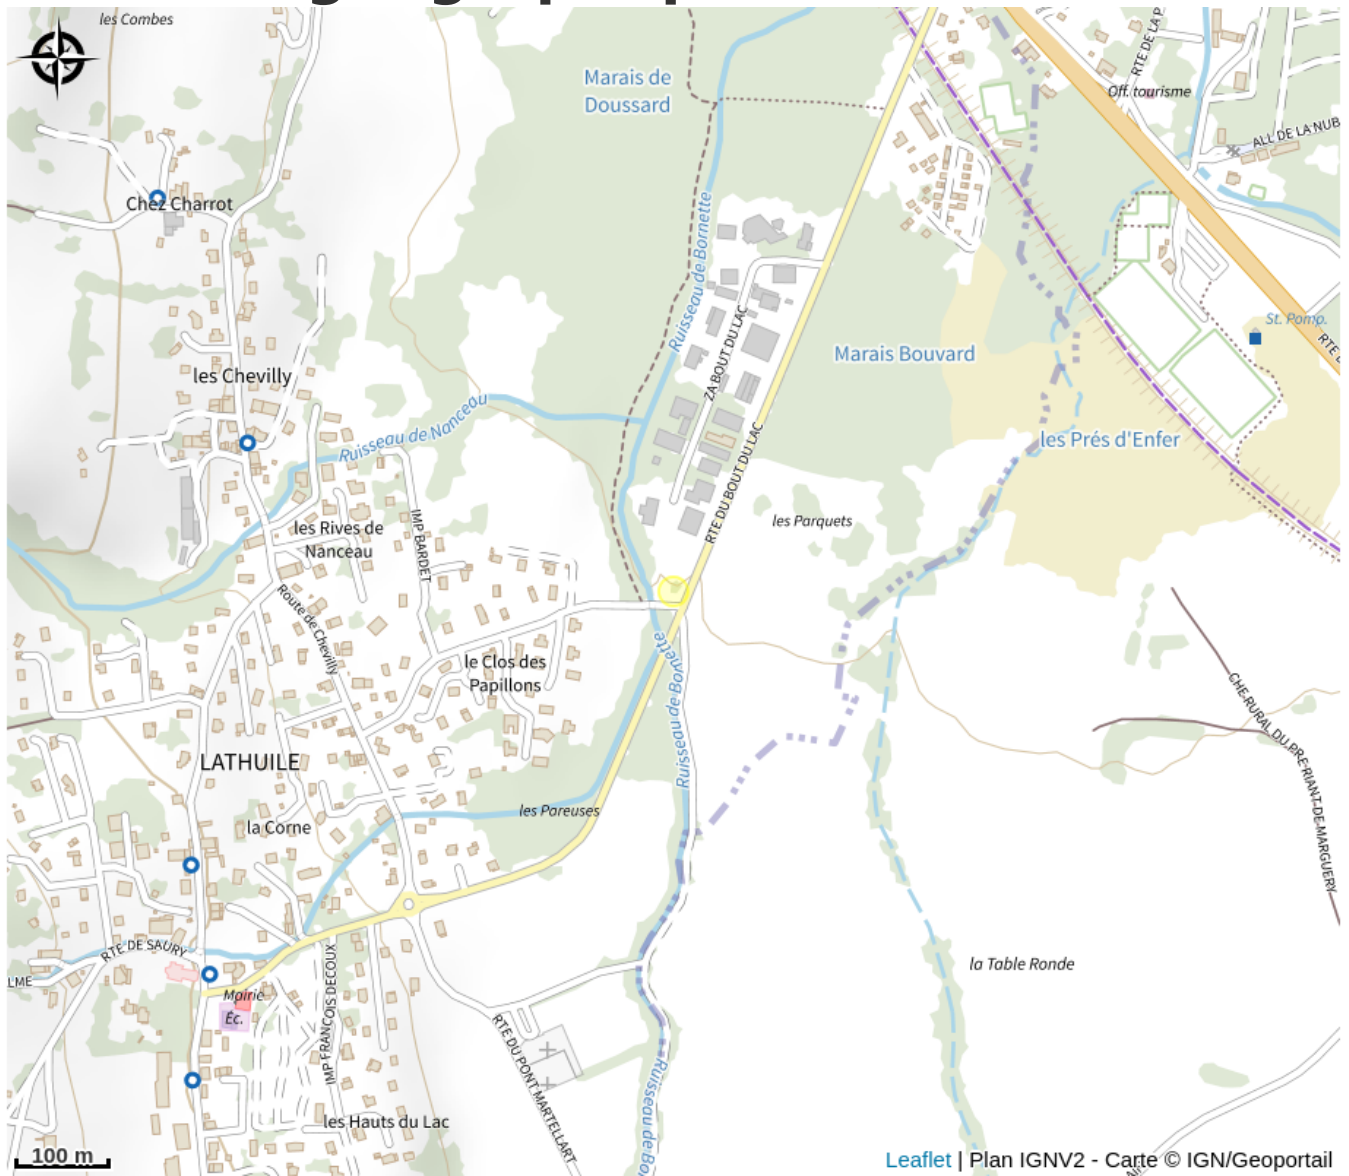 les Combes
Marais de
Doussard
RTE DE LA P
Off. tourisme
ALL DE LA NUB
Chez Charrot
Ruisseau de Bornette
ZA BOUT DU LAC
Marais Bouvard
St. Pomp.
les Chevilly
Ruisseau de Nanceau
RTE DU BOUT DU LAC
les Prés d'Enfer
les Rives de
Nanceau
IMP BARDET
les Parquets
Route de Chevilly
le Clos des
Papillons
Ruisseau de Bornette
CHE RURAL DU PRE-RIANT-DE-MARGUERY
LATHUILE
les Pareuses
la Corne
RTE DE SAURY
LME
Mairie
Éc.
IMP FRANCOIS DECOUX
la Table Ronde
RTE DU PONT MARTELLART
Ruisseau de Bo
les Hauts du Lac
100 m
Leaflet | Plan IGNV2 - Carte © IGN/Geoportail